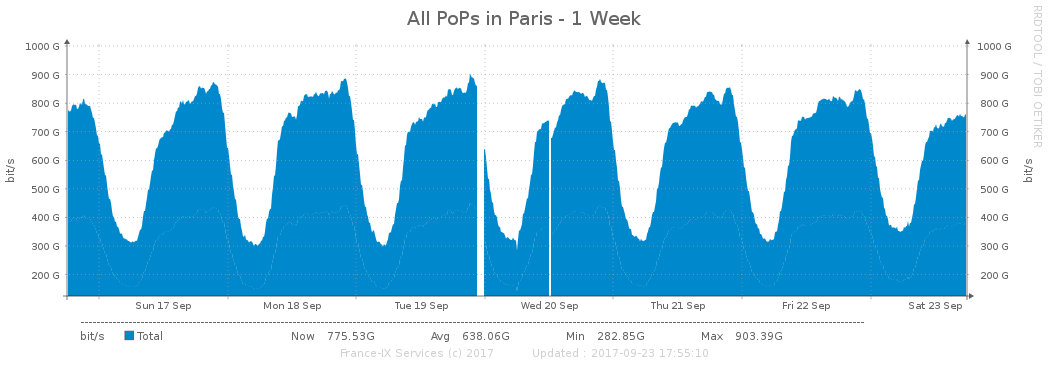 All PoPs in Paris - 1 Week
RRDTOOL / TOBI OETIKER
1000 G 1000 G
900 G 900 G
800 G 800 G
700 G 700 G
600 G 600 G
500 G 500 G
400 G 400 G
300 G 300 G
200 G 200 G
bit/s bit/s
Sun 17 Sep Mon 18 Sep Tue 19 Sep Wed 20 Sep Thu 21 Sep Fri 22 Sep Sat 23 Sep
bit/s Total Now 775.53G Avg 638.06G Min 282.85G Max 903.39G
France-IX Services (c) 2017 Updated : 2017-09-23 17:55:10